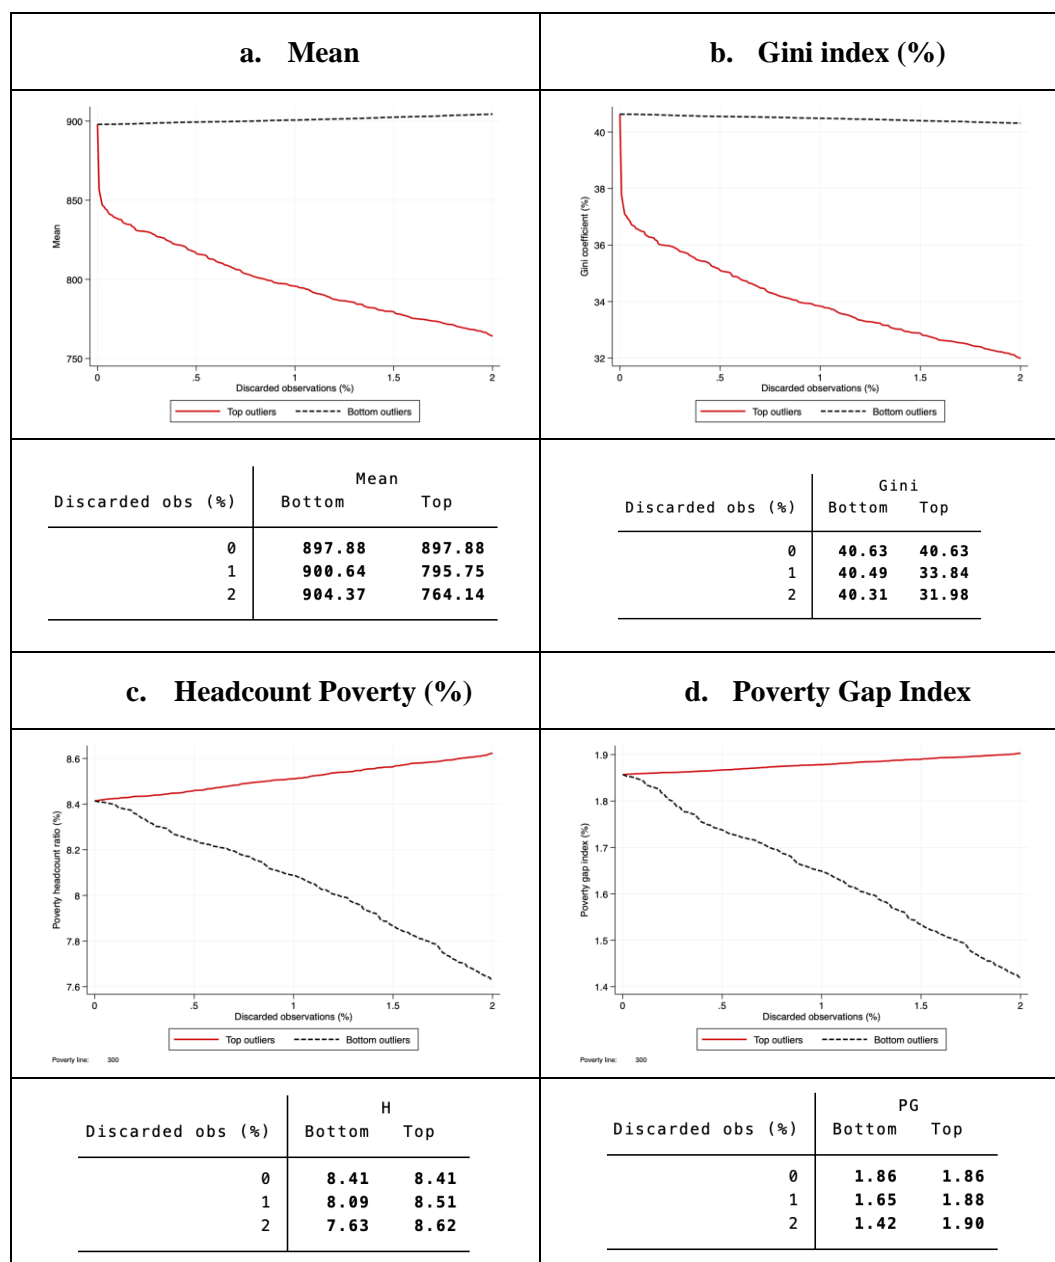 a. Mean
b. Gini index (%)
900
850
800
750
Mean
0
.5
1
1.5
2
Discarded observations (%)
Top outliers
Bottom outliers
40
38
36
34
32
Gini coefficient (%)
0
.5
1
1.5
2
Discarded observations (%)
Top outliers
Bottom outliers
Mean
Discarded obs (%) Bottom Top
0 897.88 897.88
1 900.64 795.75
2 904.37 764.14
Gini
Discarded obs (%) Bottom Top
0 40.63 40.63
1 40.49 33.84
2 40.31 31.98
c. Headcount Poverty (%)
d. Poverty Gap Index
8.6
8.4
8.2
8
7.8
7.6
Poverty headcount ratio (%)
0
.5
1
1.5
2
Discarded observations (%)
Top outliers
Bottom outliers
Poverty line: 300
1.9
1.8
1.7
1.6
1.5
1.4
Poverty gap index (%)
0
.5
1
1.5
2
Discarded observations (%)
Top outliers
Bottom outliers
Poverty line: 300
H
Discarded obs (%) Bottom Top
0 8.41 8.41
1 8.09 8.51
2 7.63 8.62
PG
Discarded obs (%) Bottom Top
0 1.86 1.86
1 1.65 1.88
2 1.42 1.90